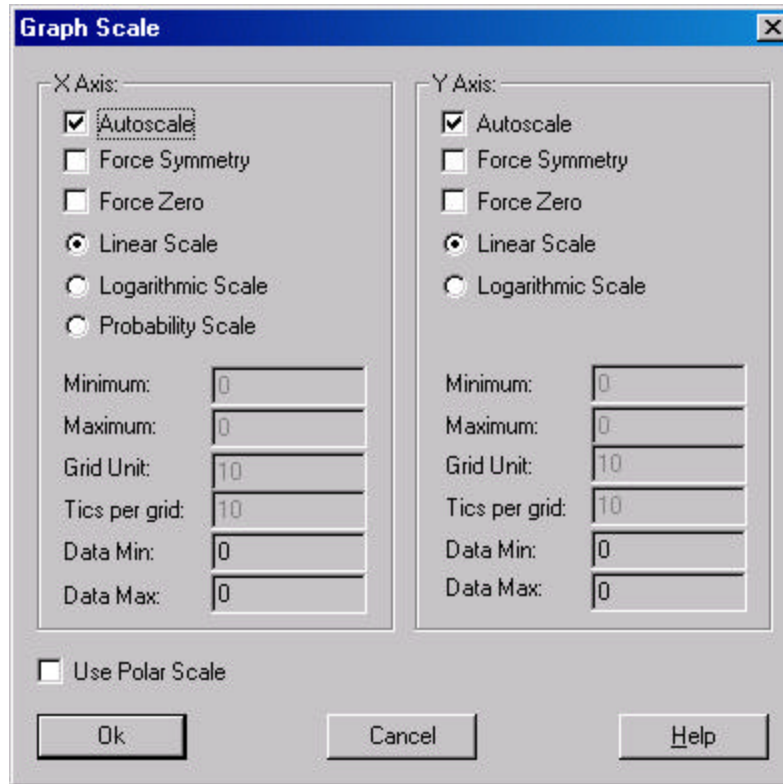 Graph Scale
X Axis:
Autoscale
Force Symmetry
Force Zero
Linear Scale
Logarithmic Scale
Probability Scale
Minimum: 0
Maximum: 0
Grid Unit: 10
Tics per grid: 10
Data Min: 0
Data Max: 0
Y Axis:
Autoscale
Force Symmetry
Force Zero
Linear Scale
Logarithmic Scale
Minimum: 0
Maximum: 0
Grid Unit: 10
Tics per grid: 10
Data Min: 0
Data Max: 0
Use Polar Scale
Ok
Cancel
Help